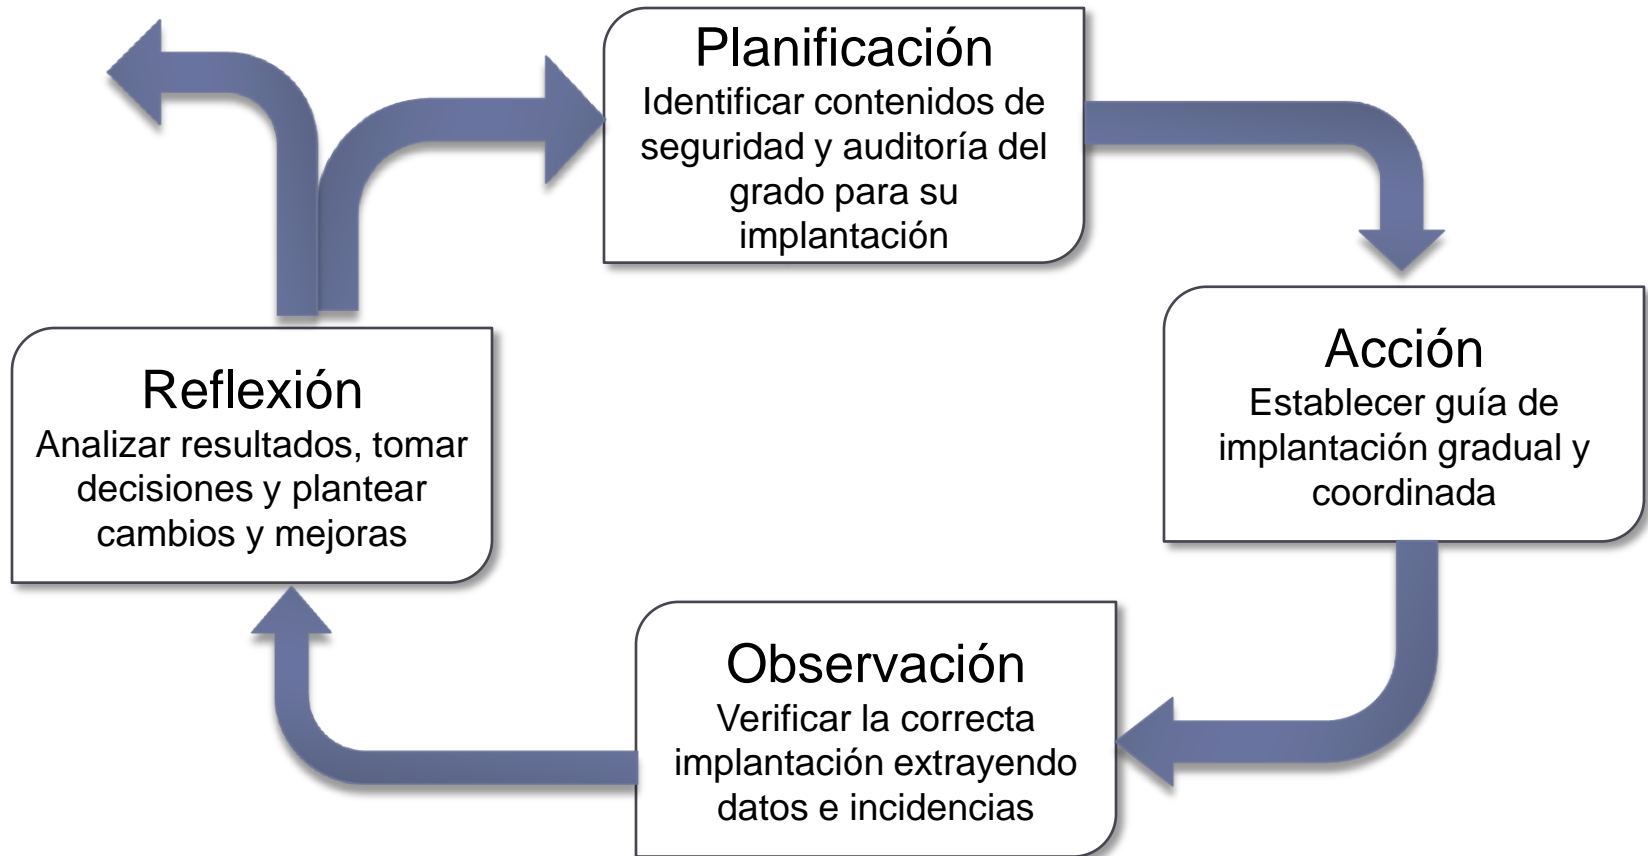 Planificación
Identificar contenidos de
seguridad y auditoría del
grado para su
implantación
Acción
Establecer guía de
implantación gradual y
coordinada
Observación
Verificar la correcta
implantación extrayendo
datos e incidencias
Reflexión
Analizar resultados, tomar
decisiones y plantear
cambios y mejoras